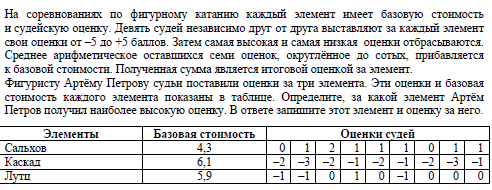 На соревнованиях по фигурному катанию каждый элемент имеет базовую стоимость
и судейскую оценку. Девять судей независимо друг от друга выставляют за каждый элемент
свои оценки от –5 до +5 баллов. Затем самая высокая и самая низкая оценки отбрасываются.
Среднее арифметическое оставшихся семи оценок, округлённое до сотых, прибавляется
к базовой стоимости. Полученная сумма является итоговой оценкой за элемент.
Фигуристу Артёму Петрову судьи поставили оценки за три элемента. Эти оценки и базовая
стоимость каждого элемента показаны в таблице. Определите, за какой элемент Артём
Петров получил наиболее высокую оценку. В ответе запишите этот элемент и оценку за него.
Элементы Базовая стоимость Оценки судей
Сальхов 4,3 0 1 2 1 1 1 0 1 1
Каскад 6,1 –2 –3 –2 –1 –2 –1 –2 –3 –1
Лутц 5,9 –1 –1 0 1 0 –1 0 0 0